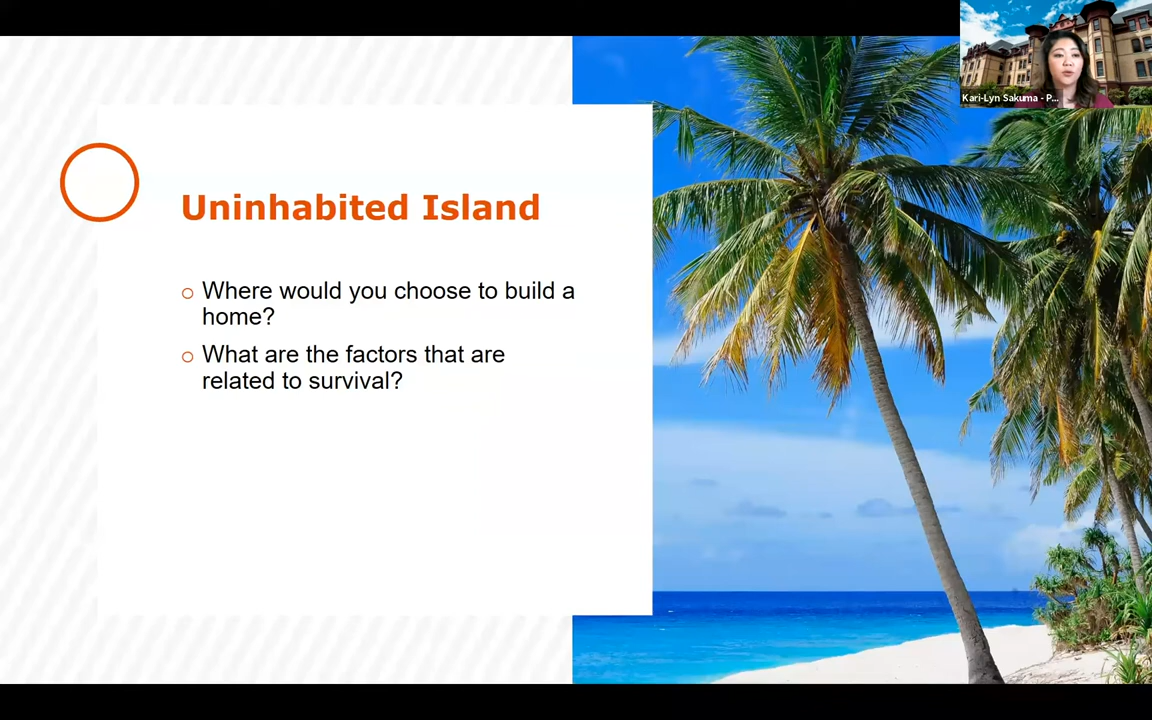 Kari-Lyn Sakuma - P...
Uninhabited Island
Where would you choose to build a
home?
What are the factors that are
related to survival?